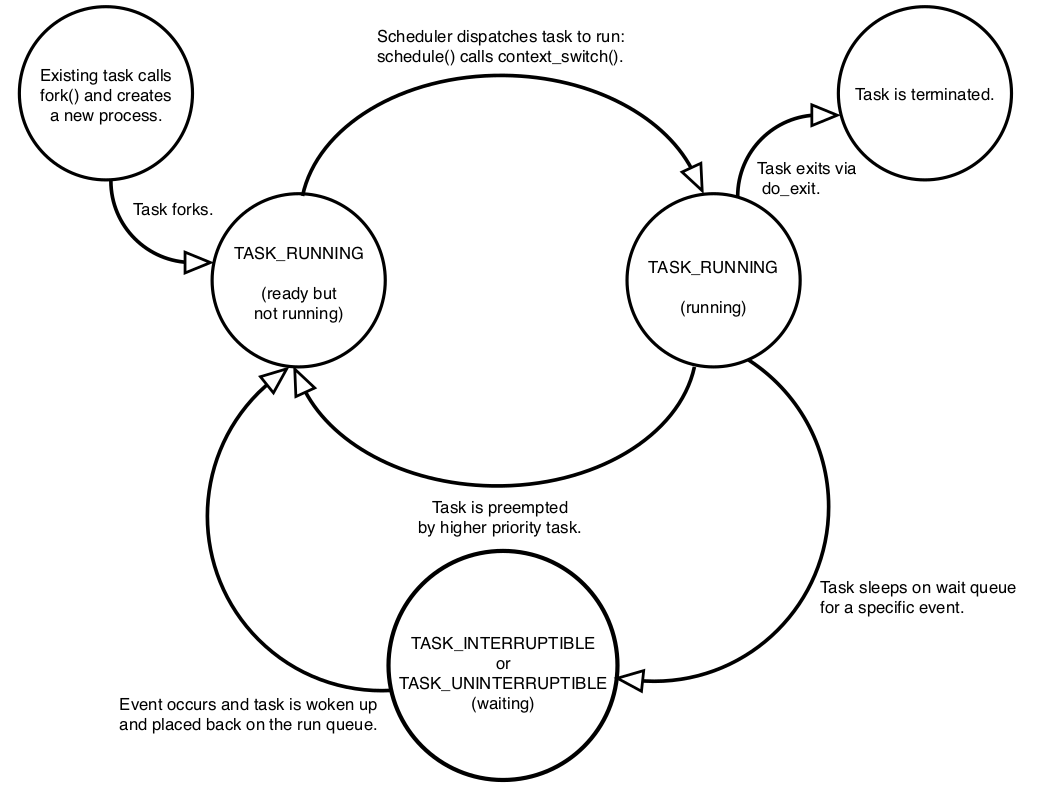 Scheduler dispatches task to run:
schedule() calls context_switch().
Existing task calls
fork() and creates
a new process.
Task is terminated.
Task forks.
Task exits via
do_exit.
TASK_RUNNING
(ready but
not running)
TASK_RUNNING
(running)
Task is preempted
by higher priority task.
Task sleeps on wait queue
for a specific event.
TASK_INTERRUPTIBLE
or
TASK_UNINTERRUPTIBLE
(waiting)
Event occurs and task is woken up
and placed back on the run queue.